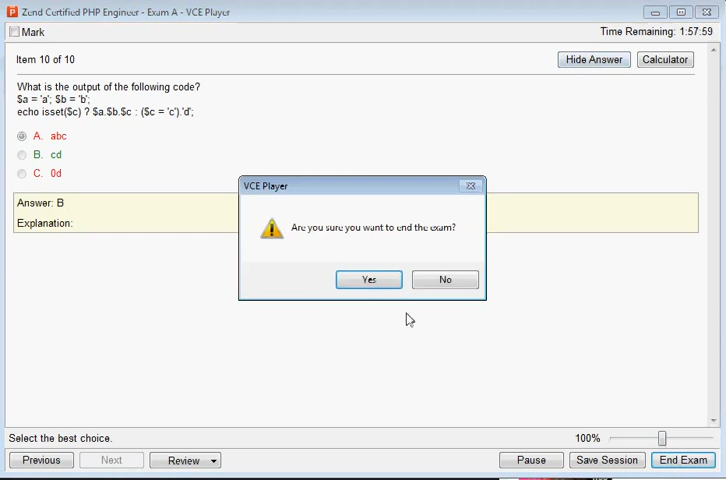 Zend Certified PHP Engineer - Exam A - VCE Player
Mark
Time Remaining: 1:57:59
Item 10 of 10
Hide Answer
Calculator
What is the output of the following code?
$a = 'a'; $b = 'b';
echo isset($c) ? $a.$b.$c : ($c = 'c').'d';
A. abc
B. cd
C. 0d
Answer: B
Explanation:
VCE Player
Are you sure you want to end the exam?
Yes
No
Select the best choice.
100%
Previous
Next
Review
Pause
Save Session
End Exam